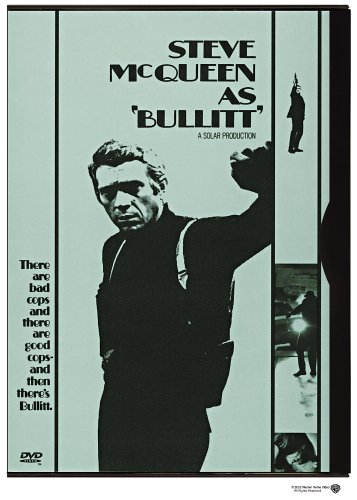 STEVE
McQUEEN
AS
'BULLITT'
A SOLAR PRODUCTION
There
are
bad
cops
and
there
are
good
cops-
and
then
there's
Bullitt.
DVD
VIDEO